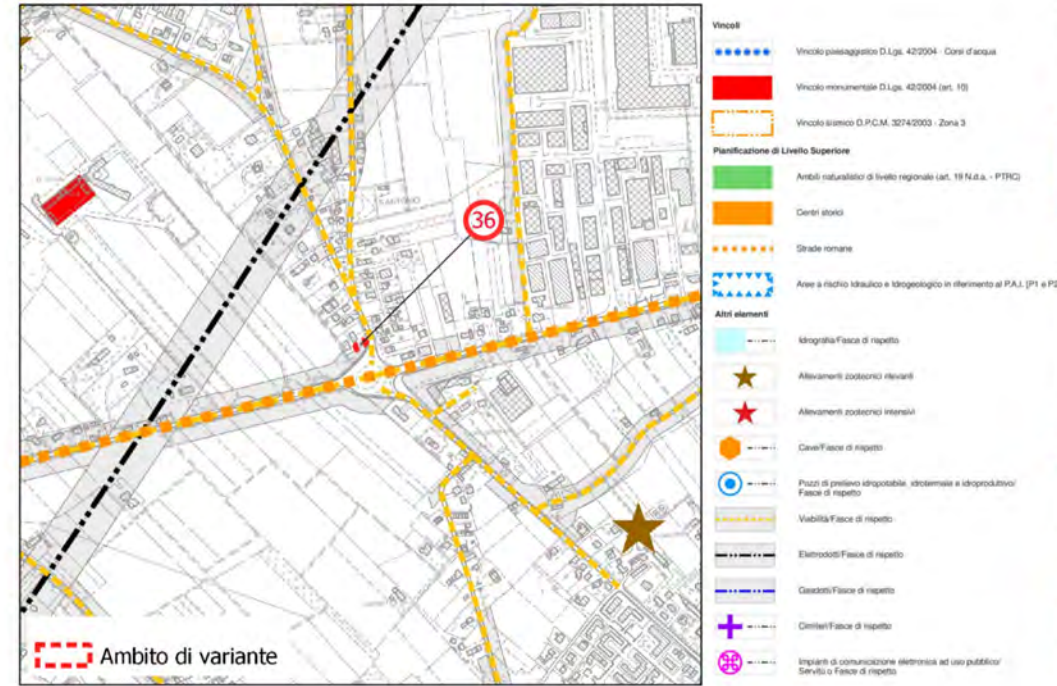 36
S.ANTONIO
Ambito di variante
Vincoli
Vincolo paesaggistico D.Lgs. 42/2004 - Corsi d'acqua
Vincolo monumentale D.Lgs. 42/2004 (art. 10)
Vincolo sismico O.P.C.M. 3274/2003 - Zona 3
Pianificazione di Livello Superiore
Ambiti naturalistici di livello regionale (art. 19 N.d.a. - PTRC)
Centri storici
Strade romane
Aree a rischio Idraulico e Idrogeologico in riferimento al P.A.I. [P1 e P2
Altri elementi
Idrografia/Fasce di rispetto
Allevamenti zootecnici rilevanti
Allevamenti zootecnici intensivi
Cave/Fasce di rispetto
Pozzi di prelievo idropotabile, idrotermale e idroproduttivo/
Fasce di rispetto
Viabilità/Fasce di rispetto
Elettrodotti/Fasce di rispetto
Gasdotti/Fasce di rispetto
Cimiteri/Fasce di rispetto
Impianti di comunicazione elettronica ad uso pubblico/
Servitù o Fasce di rispetto